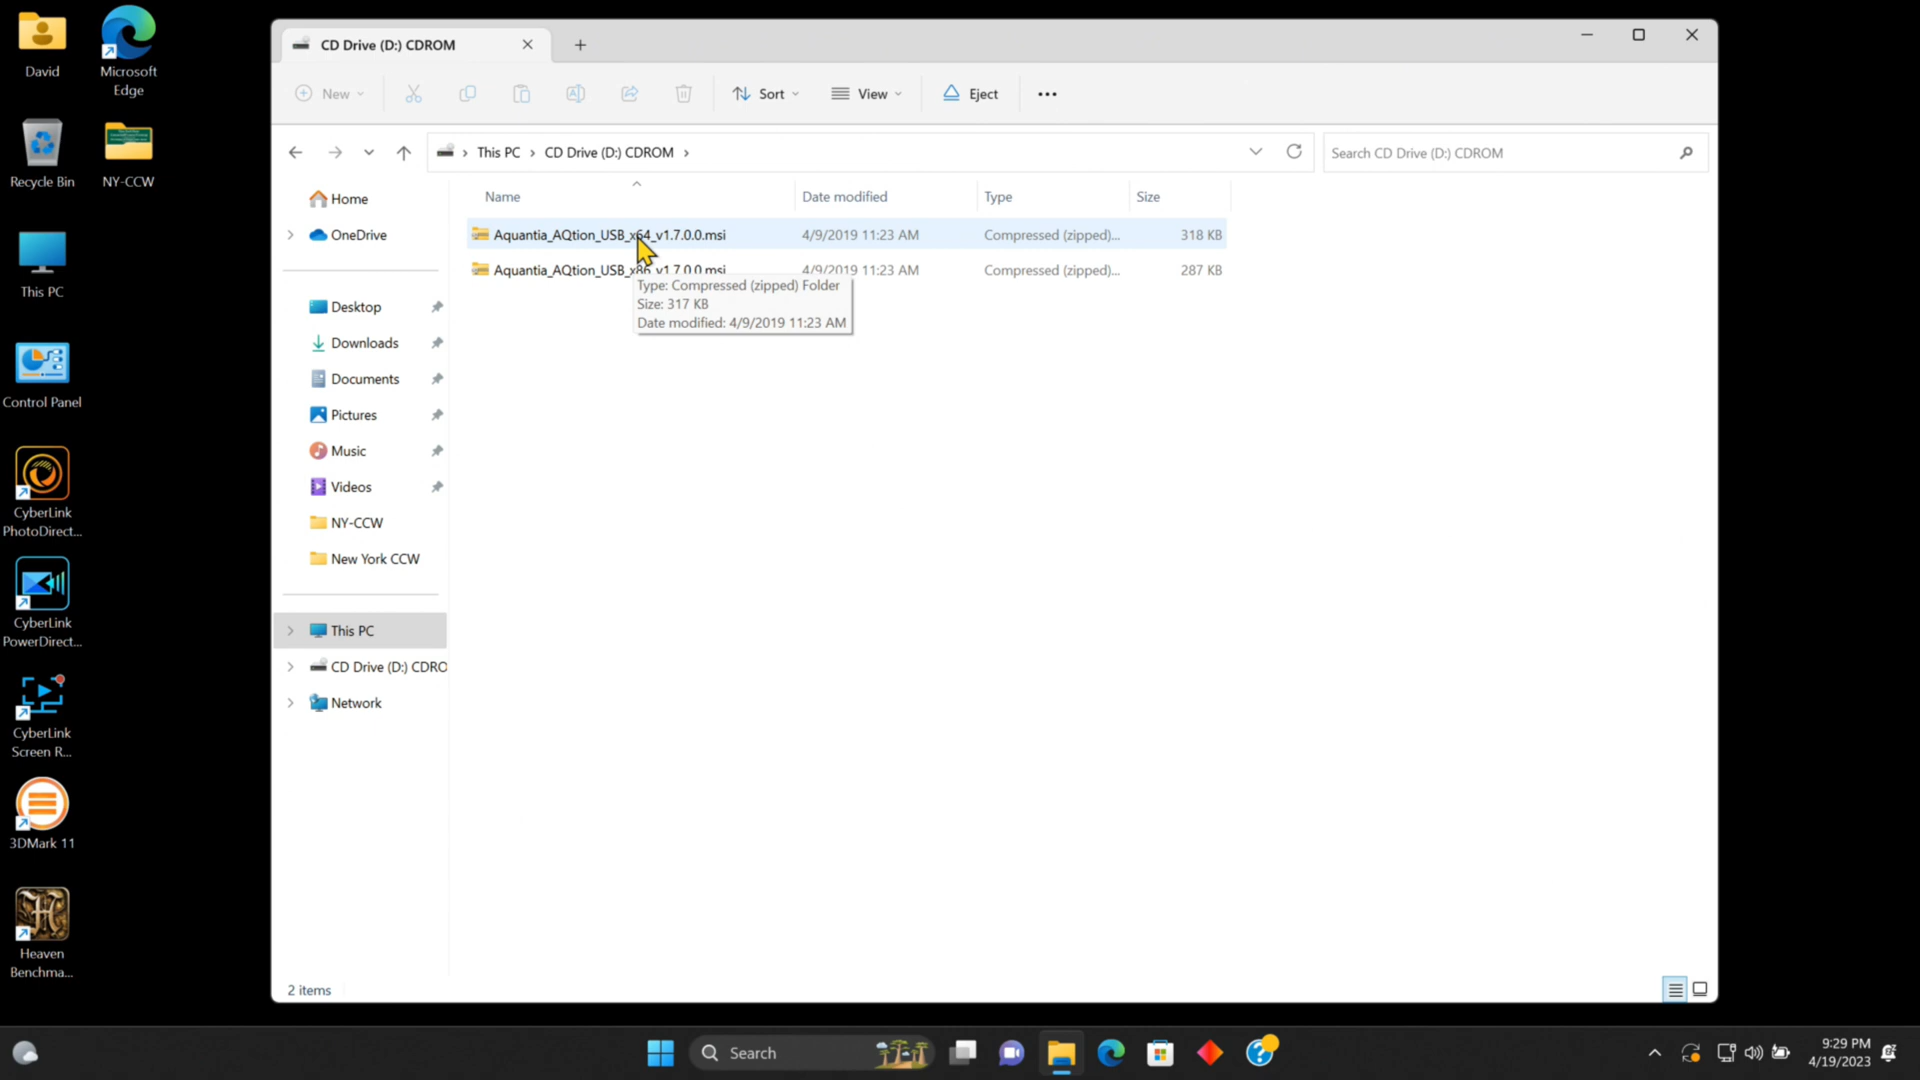 David
Microsoft
Edge
Recycle Bin
NY-CCW
This PC
Control Panel
CyberLink
PhotoDirect...
CyberLink
PowerDirect...
CyberLink
Screen R...
3DMark 11
Heaven
Benchma...
CD Drive (D:) CDROM
New
Sort
View
Eject
This PC > CD Drive (D:) CDROM >
Search CD Drive (D:) CDROM
Name Date modified Type Size
Aquantia_AQtion_USB_x64_v1.7.0.0.msi 4/9/2019 11:23 AM Compressed (zipped)... 318 KB
Aquantia_AQtion_USB_x86_v1.7.0.0.msi 4/9/2019 11:23 AM Compressed (zipped)... 287 KB
Type: Compressed (zipped) Folder
Size: 317 KB
Date modified: 4/9/2019 11:23 AM
Home
OneDrive
Desktop
Downloads
Documents
Pictures
Music
Videos
NY-CCW
New York CCW
This PC
CD Drive (D:) CDRO
Network
2 items
Search
9:29 PM
4/19/2023